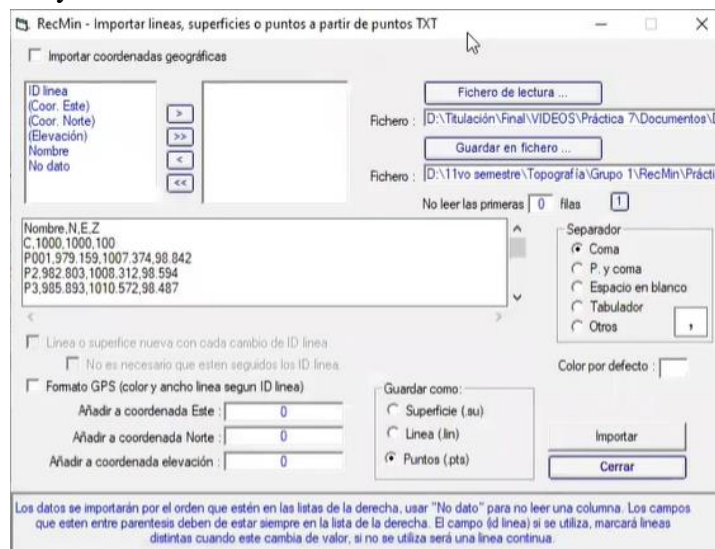 RecMin - Importar lineas, superficies o puntos a partir de puntos TXT
Importar coordenadas geográficas
ID linea
(Coor. Este)
(Coor. Norte)
(Elevación)
Nombre
No dato
>
>>
<
<<
Fichero de lectura ...
Fichero : D:\Titulación\Final\VIDEOS\Práctica 7\Documentos\
Guardar en fichero ...
Fichero : D:\11vo semestre\Topografía\Grupo 1\RecMin\Prácti
No leer las primeras 0 filas 1
Nombre,N,E,Z
C,1000,1000,100
P001,979.159,1007.374,98.842
P2,982.803,1008.312,98.594
P3,985.893,1010.572,98.487
Separador
Coma
P. y coma
Espacio en blanco
Tabulador
Otros ,
Linea o superifice nueva con cada cambio de ID linea
No es necesario que esten seguidos los ID linea
Color por defecto :
Formato GPS (color y ancho linea segun ID linea)
Añadir a coordenada Este : 0
Añadir a coordenada Norte : 0
Añadir a coordenada elevación : 0
Guardar como:
Superficie (.su)
Linea (.lin)
Puntos (.pts)
Importar
Cerrar
Los datos se importarán por el orden que estén en las listas de la derecha, usar "No dato" para no leer una columna. Los campos
que esten entre parentesis deben de estar siempre en la lista de la derecha. El campo (id linea) si se utiliza, marcará lineas
distintas cuando este cambia de valor, si no se utiliza será una linea continua.